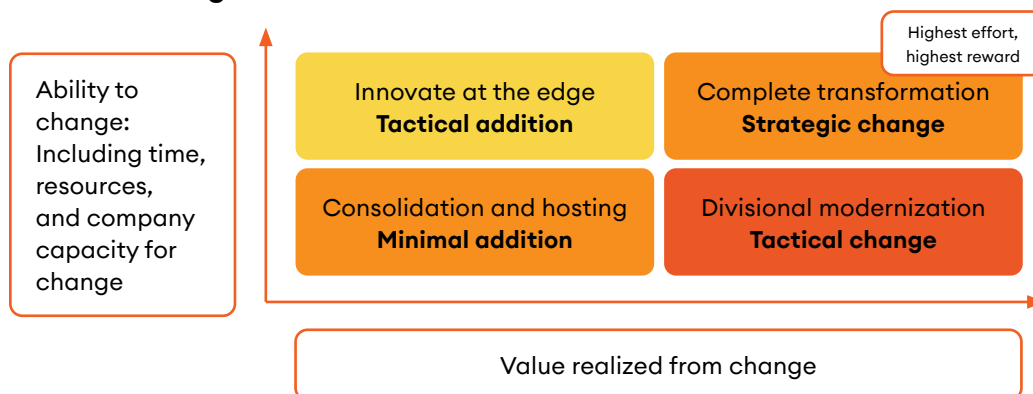 Ability to
change:
Including time,
resources,
and company
capacity for
change
Highest effort,
highest reward
Innovate at the edge
Tactical addition
Complete transformation
Strategic change
Consolidation and hosting
Minimal addition
Divisional modernization
Tactical change
Value realized from change